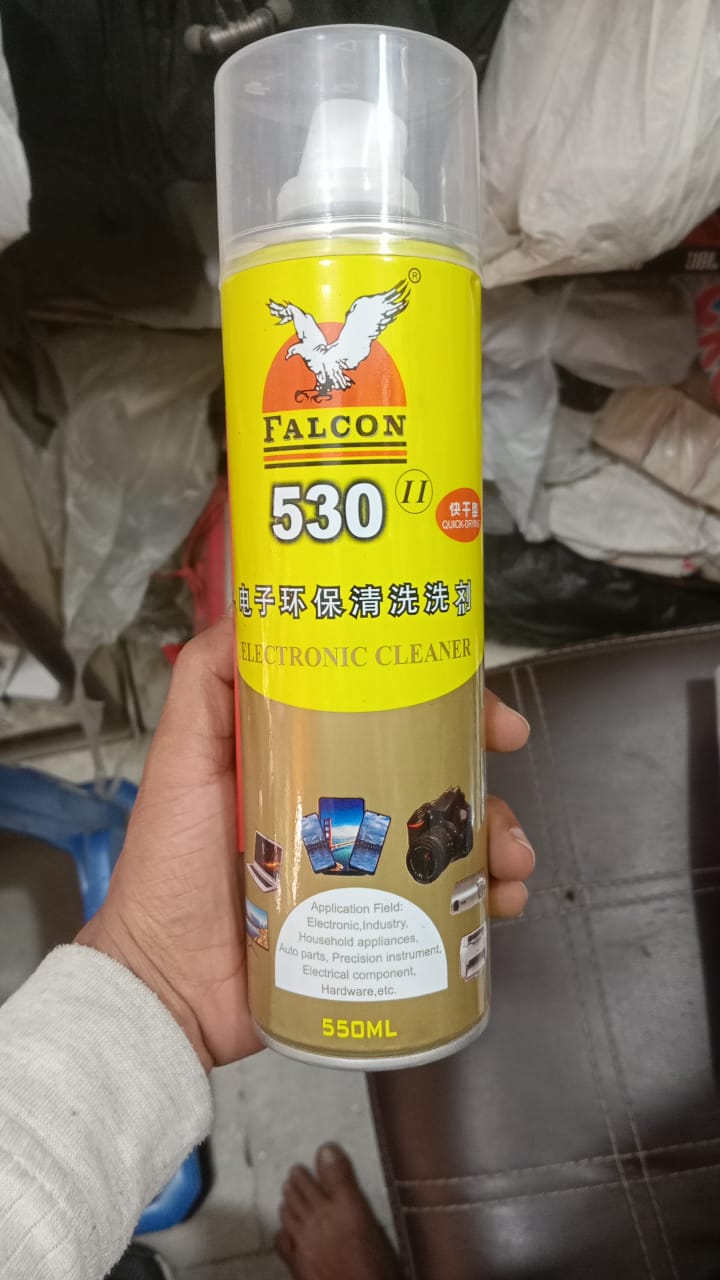 ®
FALCON
530 II
快干型
QUICK-DRYING
电子环保清洗洗剂
ELECTRONIC CLEANER
Application Field:
Electronic,Industry,
Household appliances,
Auto parts, Precision instrument,
Electrical component,
Hardware,etc.
550ML
JBL